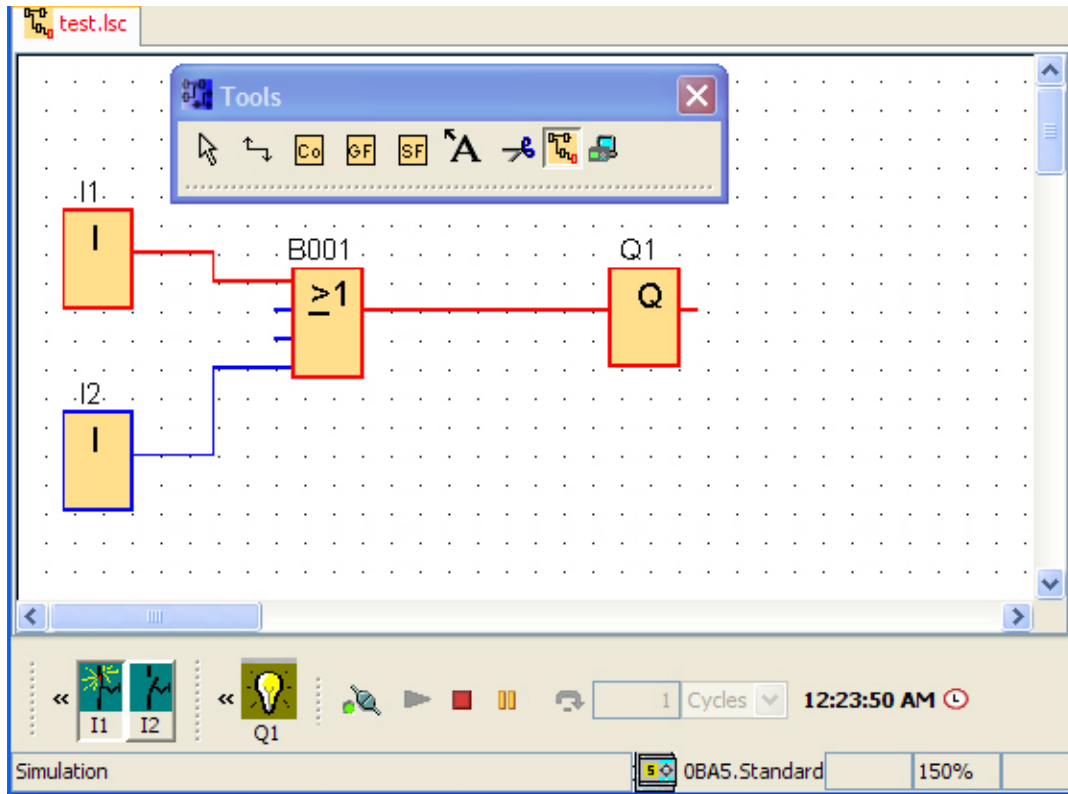 test.lsc
Tools
Co GF SF A
I1
I
B001
≥1
Q1
Q
I2
I
« I1 I2 « Q1 1 Cycles 12:23:50 AM
Simulation S 0BA5.Standard 150%